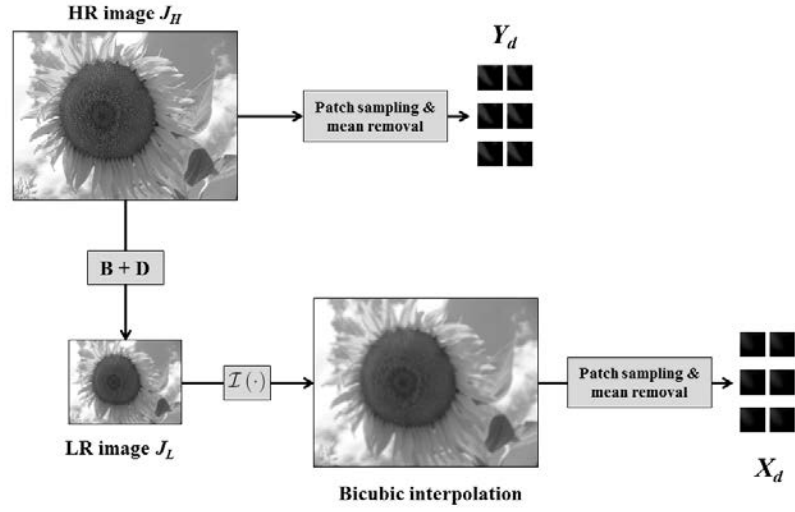 HR image J_H
Y_d
Patch sampling &
mean removal
B + D
I(·)
Patch sampling &
mean removal
LR image J_L
Bicubic interpolation
X_d